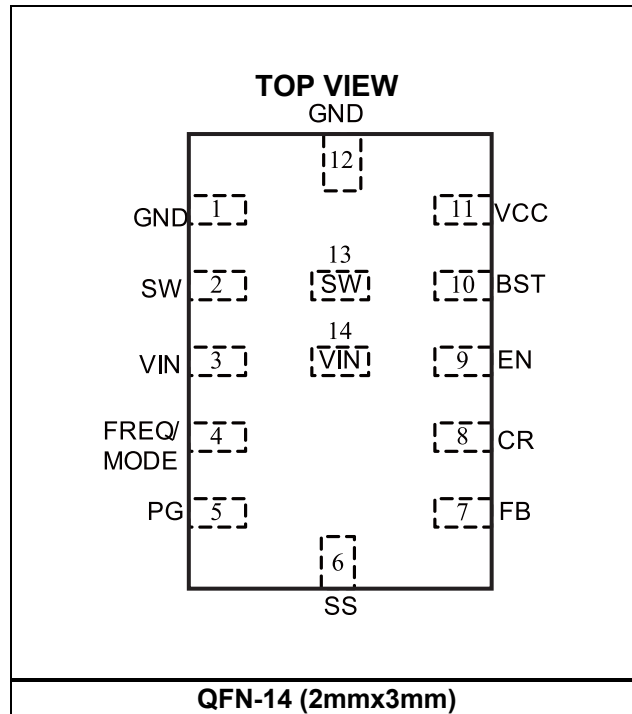 TOP VIEW
GND
12
GND 1
11 VCC
13
SW 2
SW
10 BST
14
VIN 3
VIN
9 EN
FREQ/
MODE
4
8 CR
PG 5
7 FB
6
SS
QFN-14 (2mmx3mm)